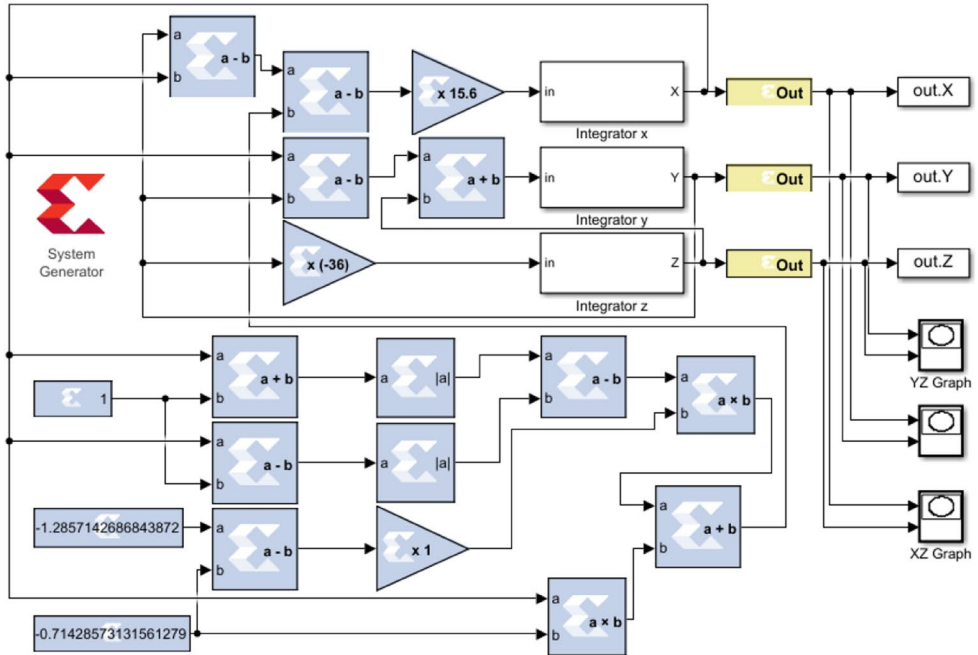 a
b
a - b
a
b
a - b
x 15.6
in
X
Integrator x
Out
out.X
a
b
a - b
a
b
a + b
in
Y
Integrator y
Out
out.Y
System
Generator
x (-36)
in
Z
Integrator z
Out
out.Z
YZ Graph
a
b
a + b
a
|a|
a
b
a - b
a
b
a × b
1
a
b
a - b
a
|a|
-1.2857142686843872
a
b
a - b
x 1
a
b
a + b
XZ Graph
-0.71428573131561279
a
b
a × b